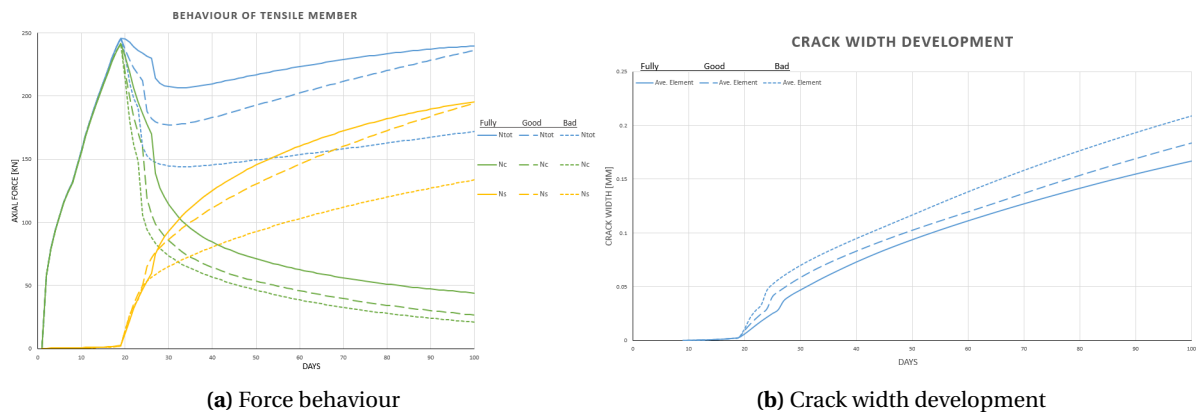 BEHAVIOUR OF TENSILE MEMBER
250
200
150
100
50
0
AXIAL FORCE [KN]
0 10 20 30 40 50 60 70 80 90 100
DAYS
Fully Good Bad
Ntot Ntot Ntot
Nc Nc Nc
Ns Ns Ns
(a) Force behaviour
CRACK WIDTH DEVELOPMENT
Fully Good Bad
Ave. Element Ave. Element Ave. Element
0.25
0.2
0.15
0.1
0.05
0
CRACK WIDTH [MM]
0 10 20 30 40 50 60 70 80 90 100
DAYS
(b) Crack width development